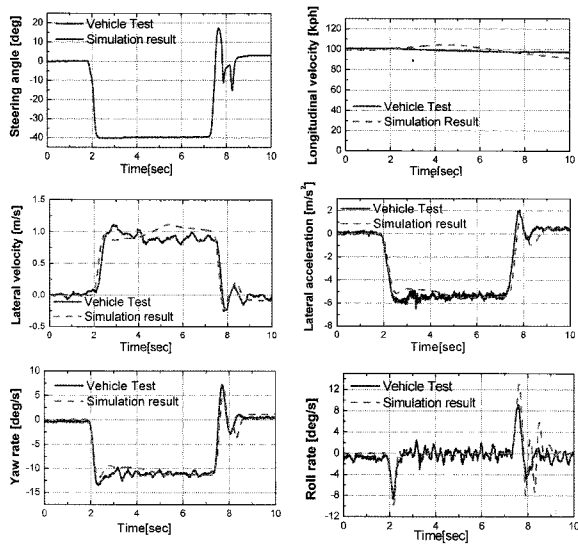 Steering angle [deg]
20
10
0
-10
-20
-30
-40
Vehicle Test
Simulation result
0 2 4 6 8 10
Time[sec]
Longitudinal velocity [kph]
120
100
80
60
40
20
0
Vehicle Test
Simulation Result
0 2 4 6 8 10
Time[sec]
Lateral velocity [m/s]
1.5
1.0
0.5
0.0
-0.5
Vehicle Test
Simulation result
0 2 4 6 8 10
Time[sec]
Lateral acceleration [m/s²]
2
0
-2
-4
-6
-8
Vehicle Test
Simulation result
0 2 4 6 8 10
Time[sec]
Yaw rate [deg/s]
10
5
0
-5
-10
-15
Vehicle Test
Simulation result
0 2 4 6 8 10
Time[sec]
Roll rate [deg/s]
12
8
4
0
-4
-8
-12
Vehicle Test
Simulation result
0 2 4 6 8 10
Time[sec]